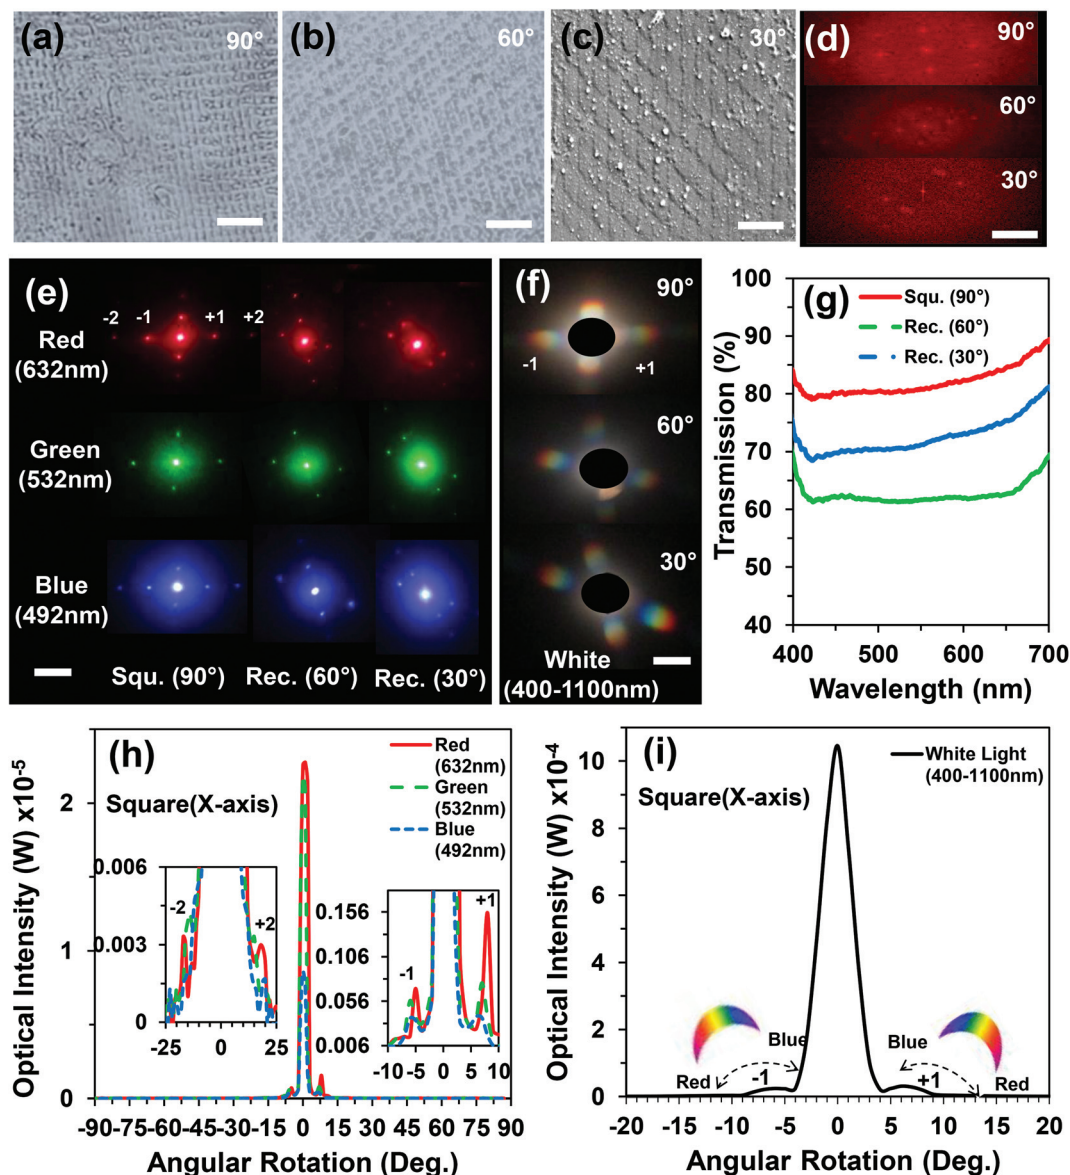 (a)
90°
(b)
60°
(c)
30°
(d)
90°
60°
30°
(e)
-2
-1
+1
+2
Red
(632nm)
Green
(532nm)
Blue
(492nm)
Squ. (90°)
Rec. (60°)
Rec. (30°)
(f)
90°
-1
+1
60°
30°
White
(400-1100nm)
(g)
Squ. (90°)
Rec. (60°)
Rec. (30°)
Transmission (%)
100
90
80
70
60
50
40
400
500
600
700
Wavelength (nm)
(h)
Red
(632nm)
Green
(532nm)
Blue
(492nm)
Square(X-axis)
Optical Intensity (W) x10-5
2
1
0
0.006
0.003
0
-2
+2
-25
0
25
0.156
0.106
0.056
0.006
-1
+1
-10
-5
0
5
10
-90-75-60-45-30-15 0 15 30 45 60 75 90
Angular Rotation (Deg.)
(i)
White Light
(400-1100nm)
Square(X-axis)
Optical Intensity (W) x10-4
10
8
6
4
2
0
Blue
Blue
Red
-1
+1
Red
-20
-15
-10
-5
0
5
10
15
20
Angular Rotation (Deg.)